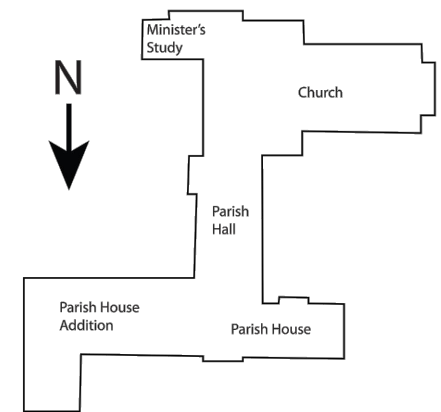 Minister's
Study
N
Church
Parish
Hall
Parish House
Addition
Parish House